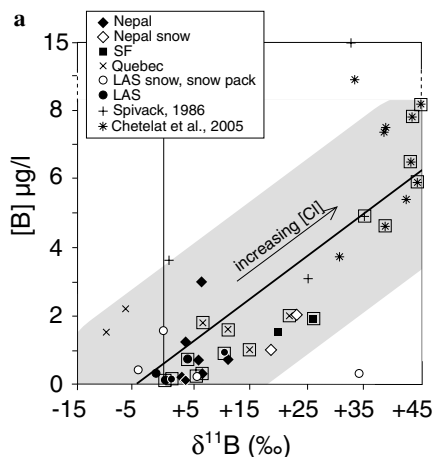 a
15
8
6
4
2
0
[B] µg/l
Nepal
Nepal snow
SF
Quebec
LAS snow, snow pack
LAS
Spivack, 1986
Chetelat et al., 2005
increasing [Cl]
-15 -5 +5 +15 +25 +35 +45
δ¹¹B (‰)